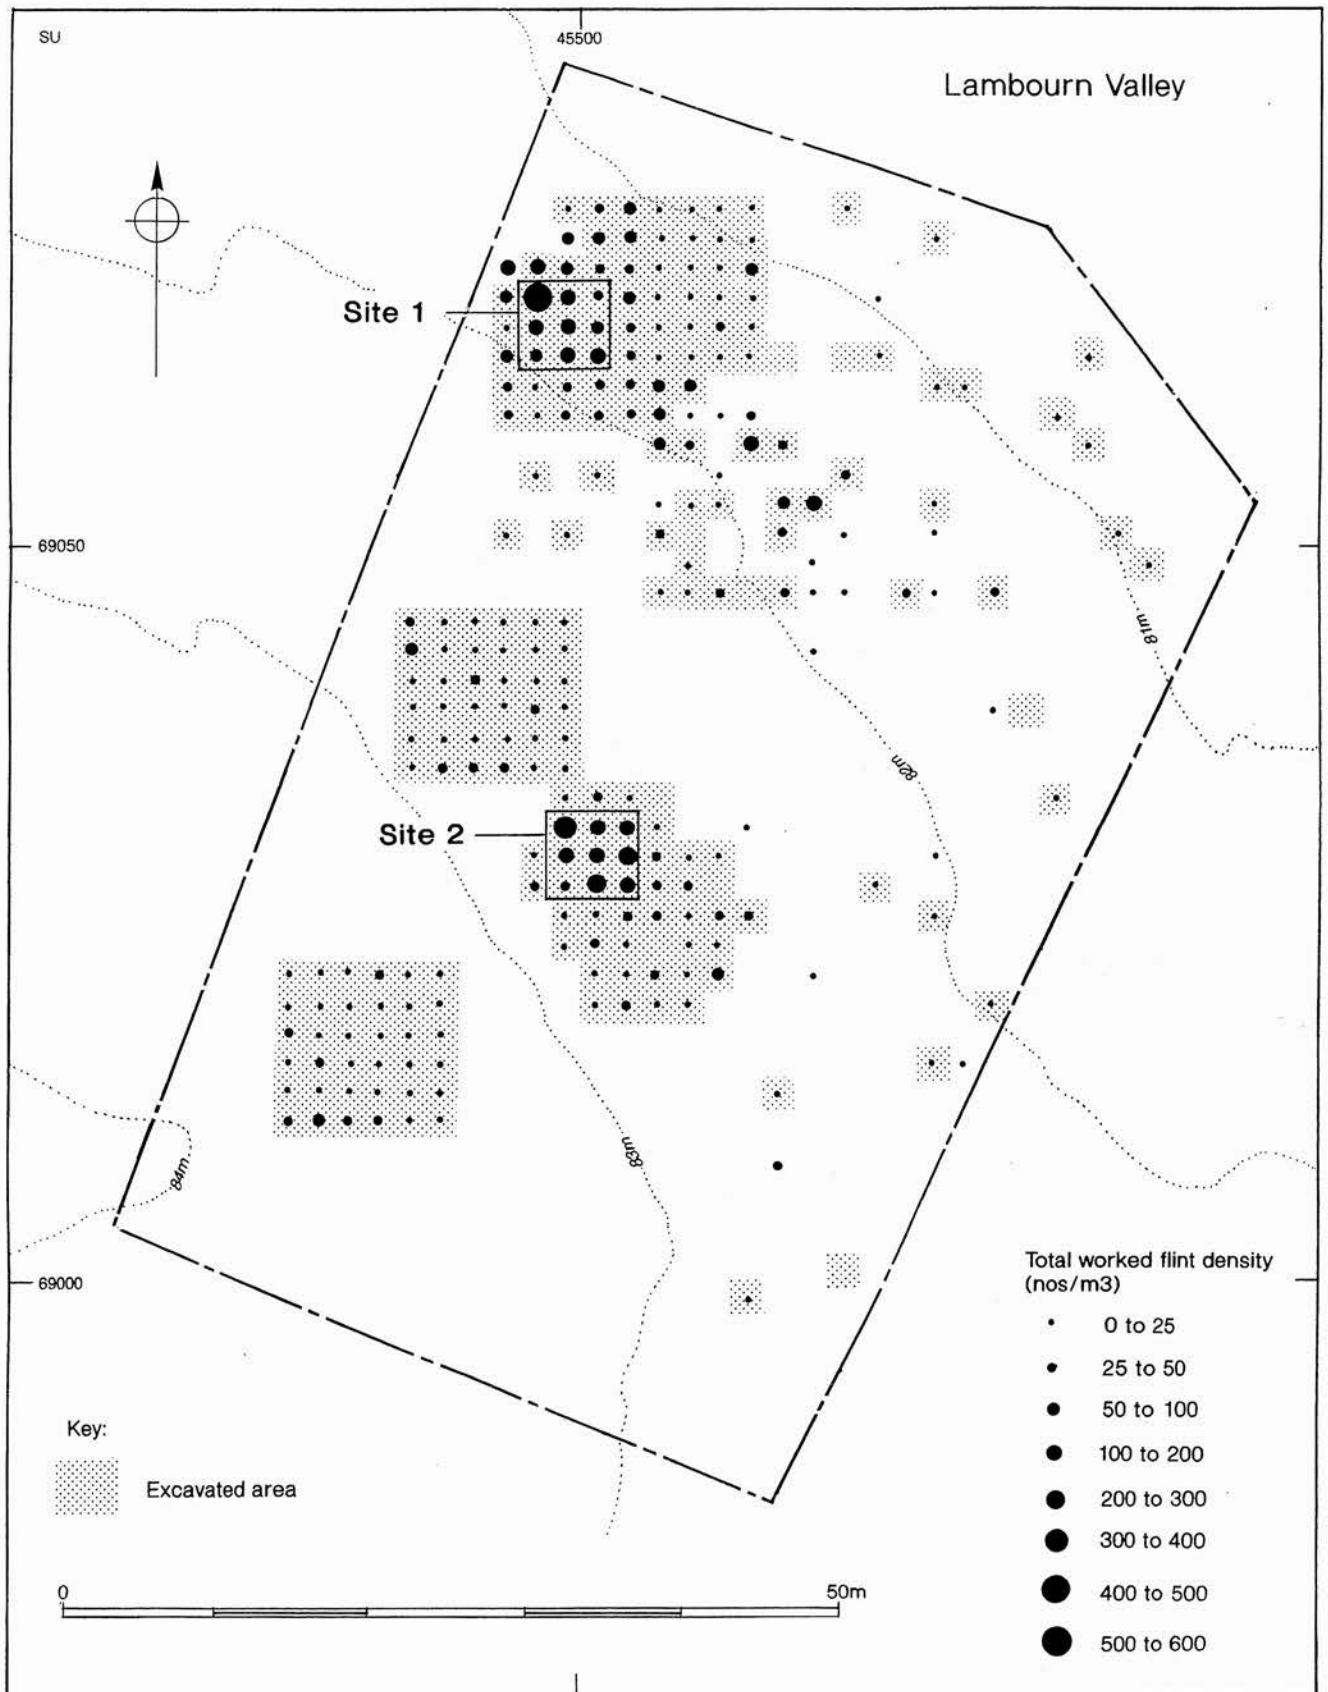 SU
45500
Lambourn Valley
Site 1
69050
81m
82m
Site 2
83m
84m
69000
Total worked flint density
(nos/m3)
0 to 25
25 to 50
50 to 100
100 to 200
200 to 300
300 to 400
400 to 500
500 to 600
Key:
Excavated area
0
50m